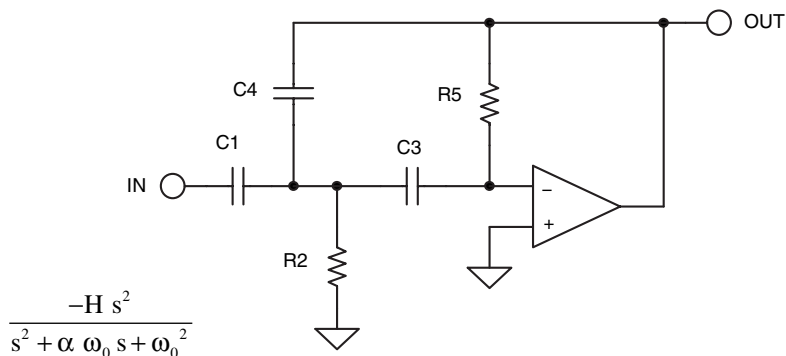 OUT
C4
R5
C1
C3
IN
−
+
R2
−H s²
s² + α ω₀ s + ω₀²